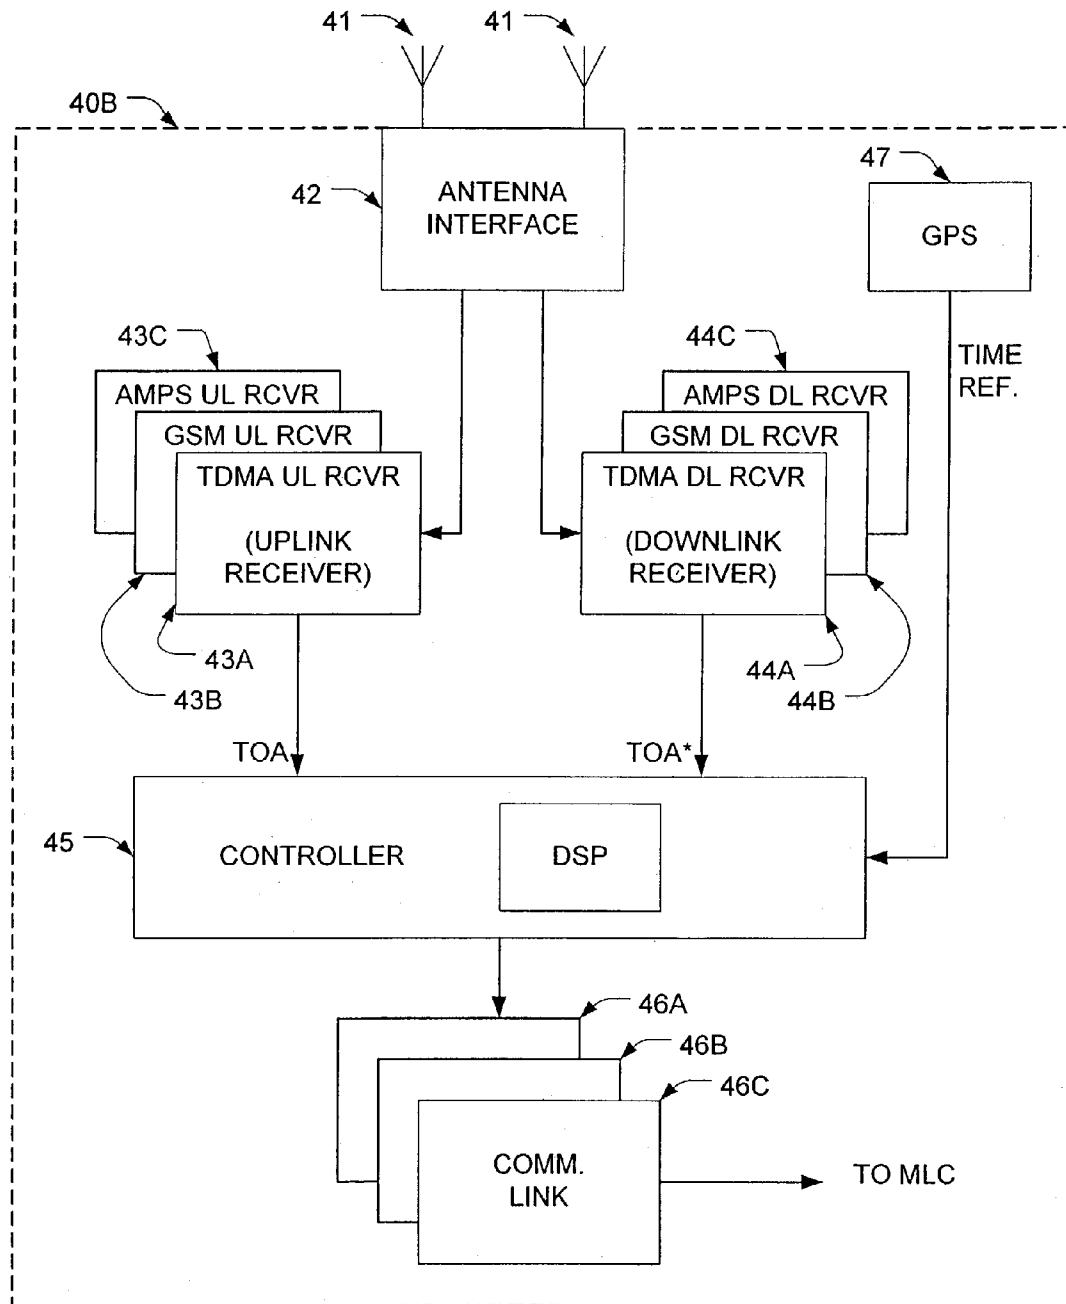 41
41
40B
47
42
ANTENNA
INTERFACE
GPS
43C
44C
TIME
REF.
AMPS UL RCVR
AMPS DL RCVR
GSM UL RCVR
GSM DL RCVR
TDMA UL RCVR
TDMA DL RCVR
(UPLINK
RECEIVER)
(DOWNLINK
RECEIVER)
43A
44A
43B
44B
TOA
TOA*
45
CONTROLLER
DSP
46A
46B
46C
COMM.
LINK
TO MLC